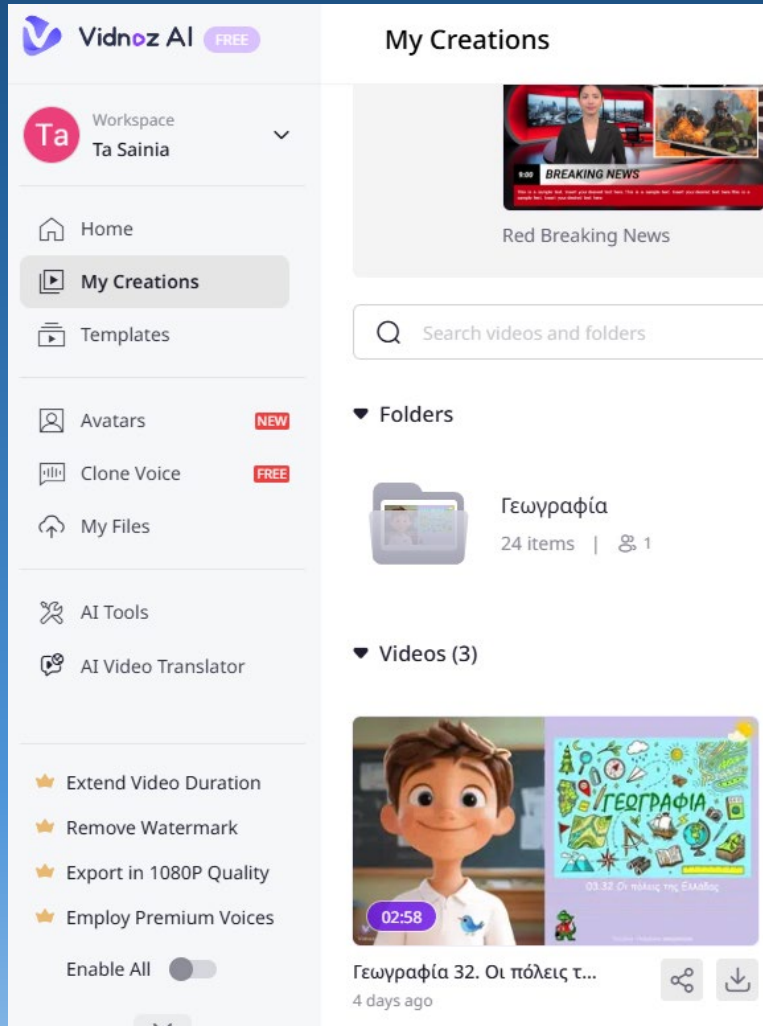 Vidnoz AI FREE
My Creations
Ta
Workspace
Ta Sainia
Home
My Creations
Templates
Avatars NEW
Clone Voice FREE
My Files
AI Tools
AI Video Translator
Extend Video Duration
Remove Watermark
Export in 1080P Quality
Employ Premium Voices
Enable All
9:00 BREAKING NEWS
Red Breaking News
Search videos and folders
Folders
Γεωγραφία
24 items | 1
Videos (3)
ΓΕΩΓΡΑΦΙΑ
03.32 Οι πόλεις της Ελλάδας
02:58
Γεωγραφία 32. Οι πόλεις τ...
4 days ago